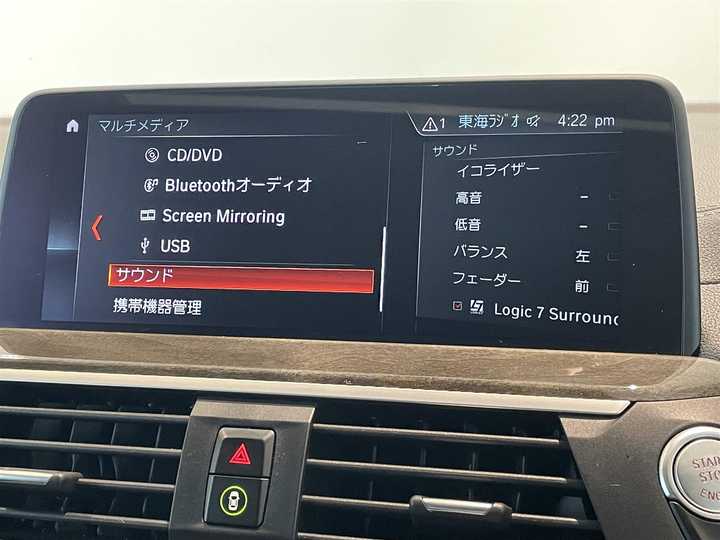 マルチメディア
1 東海ラジオ 4:22 pm
CD/DVD
Bluetoothオーディオ
Screen Mirroring
USB
サウンド
携帯機器管理
サウンド
イコライザー
高音 −
低音 −
バランス 左
フェーダー 前
Logic 7 Surround
START
STOP
ENG